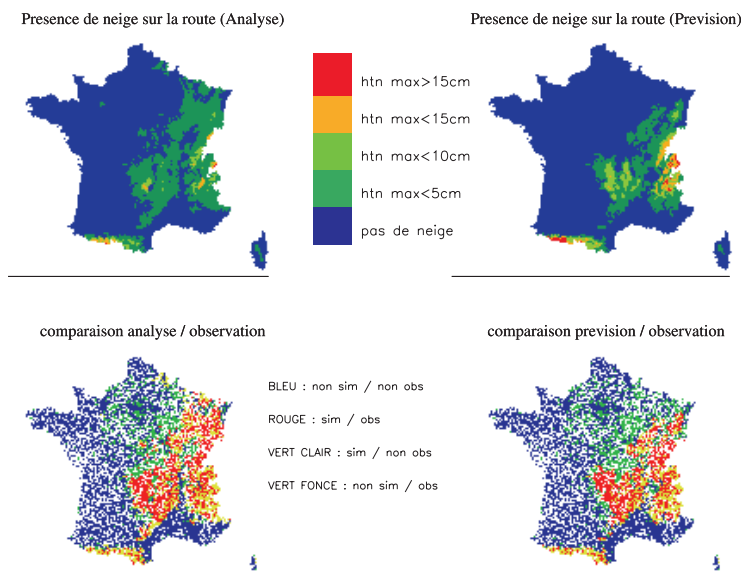 Presence de neige sur la route (Analyse)
Presence de neige sur la route (Prevision)
htn max>15cm
htn max<15cm
htn max<10cm
htn max<5cm
pas de neige
comparaison analyse / observation
comparaison prevision / observation
BLEU : non sim / non obs
ROUGE : sim / obs
VERT CLAIR : sim / non obs
VERT FONCE : non sim / obs